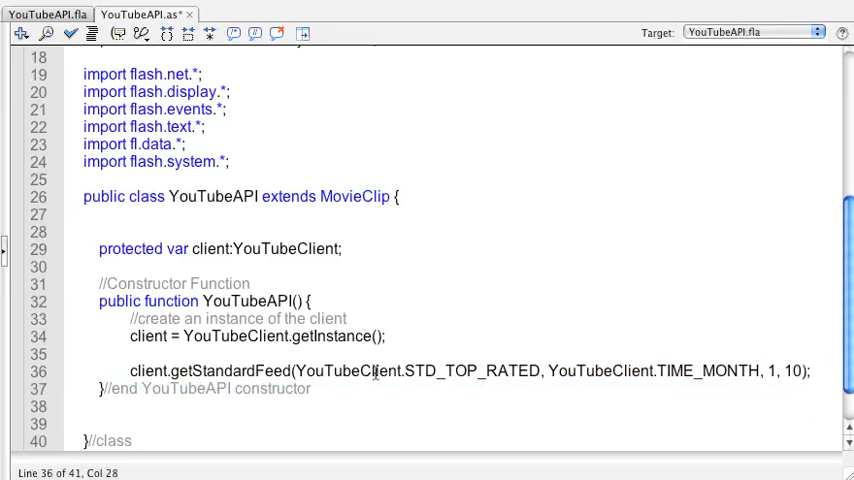 YouTubeAPI.fla YouTubeAPI.as*
Target: YouTubeAPI.fla
18
19 import flash.net.*;
20 import flash.display.*;
21 import flash.events.*;
22 import flash.text.*;
23 import fl.data.*;
24 import flash.system.*;
25
26 public class YouTubeAPI extends MovieClip {
27
28
29 protected var client:YouTubeClient;
30
31 //Constructor Function
32 public function YouTubeAPI() {
33 //create an instance of the client
34 client = YouTubeClient.getInstance();
35
36 client.getStandardFeed(YouTubeClient.STD_TOP_RATED, YouTubeClient.TIME_MONTH, 1, 10);
37 }//end YouTubeAPI constructor
38
39
40 }//class
Line 36 of 41, Col 28